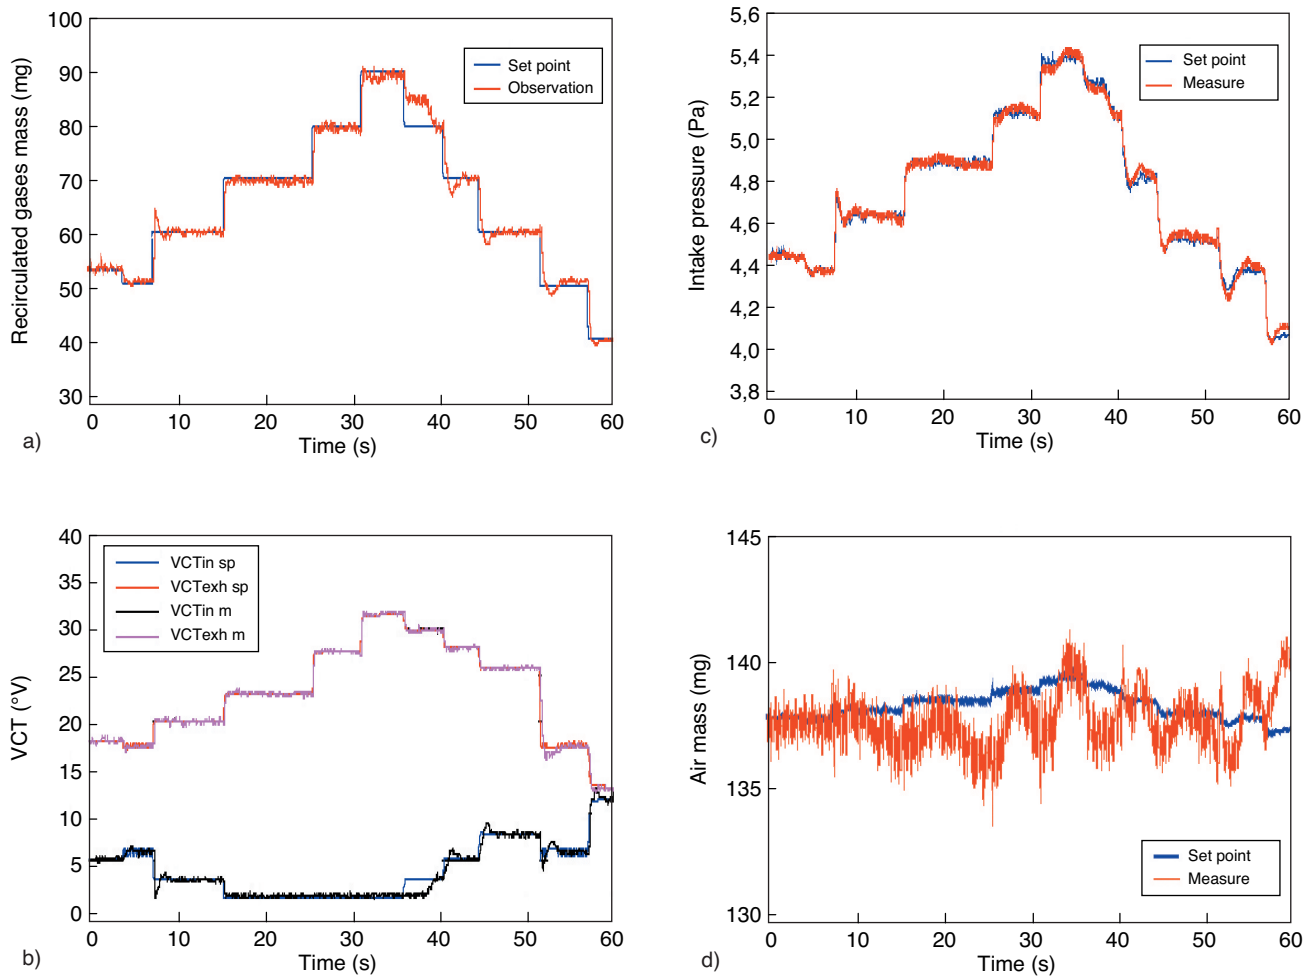 100
90
80
70
60
50
40
30
Recirculated gases mass (mg)
Set point
Observation
0 10 20 30 40 50 60
Time (s)
a)
5,6
5,4
5,2
5,0
4,8
4,6
4,4
4,2
4,0
3,8
Intake pressure (Pa)
Set point
Measure
0 10 20 30 40 50 60
Time (s)
c)
40
35
30
25
20
15
10
5
0
VCT (°V)
VCTin sp
VCTexh sp
VCTin m
VCTexh m
0 10 20 30 40 50 60
Time (s)
b)
145
140
135
130
Air mass (mg)
Set point
Measure
0 10 20 30 40 50 60
Time (s)
d)